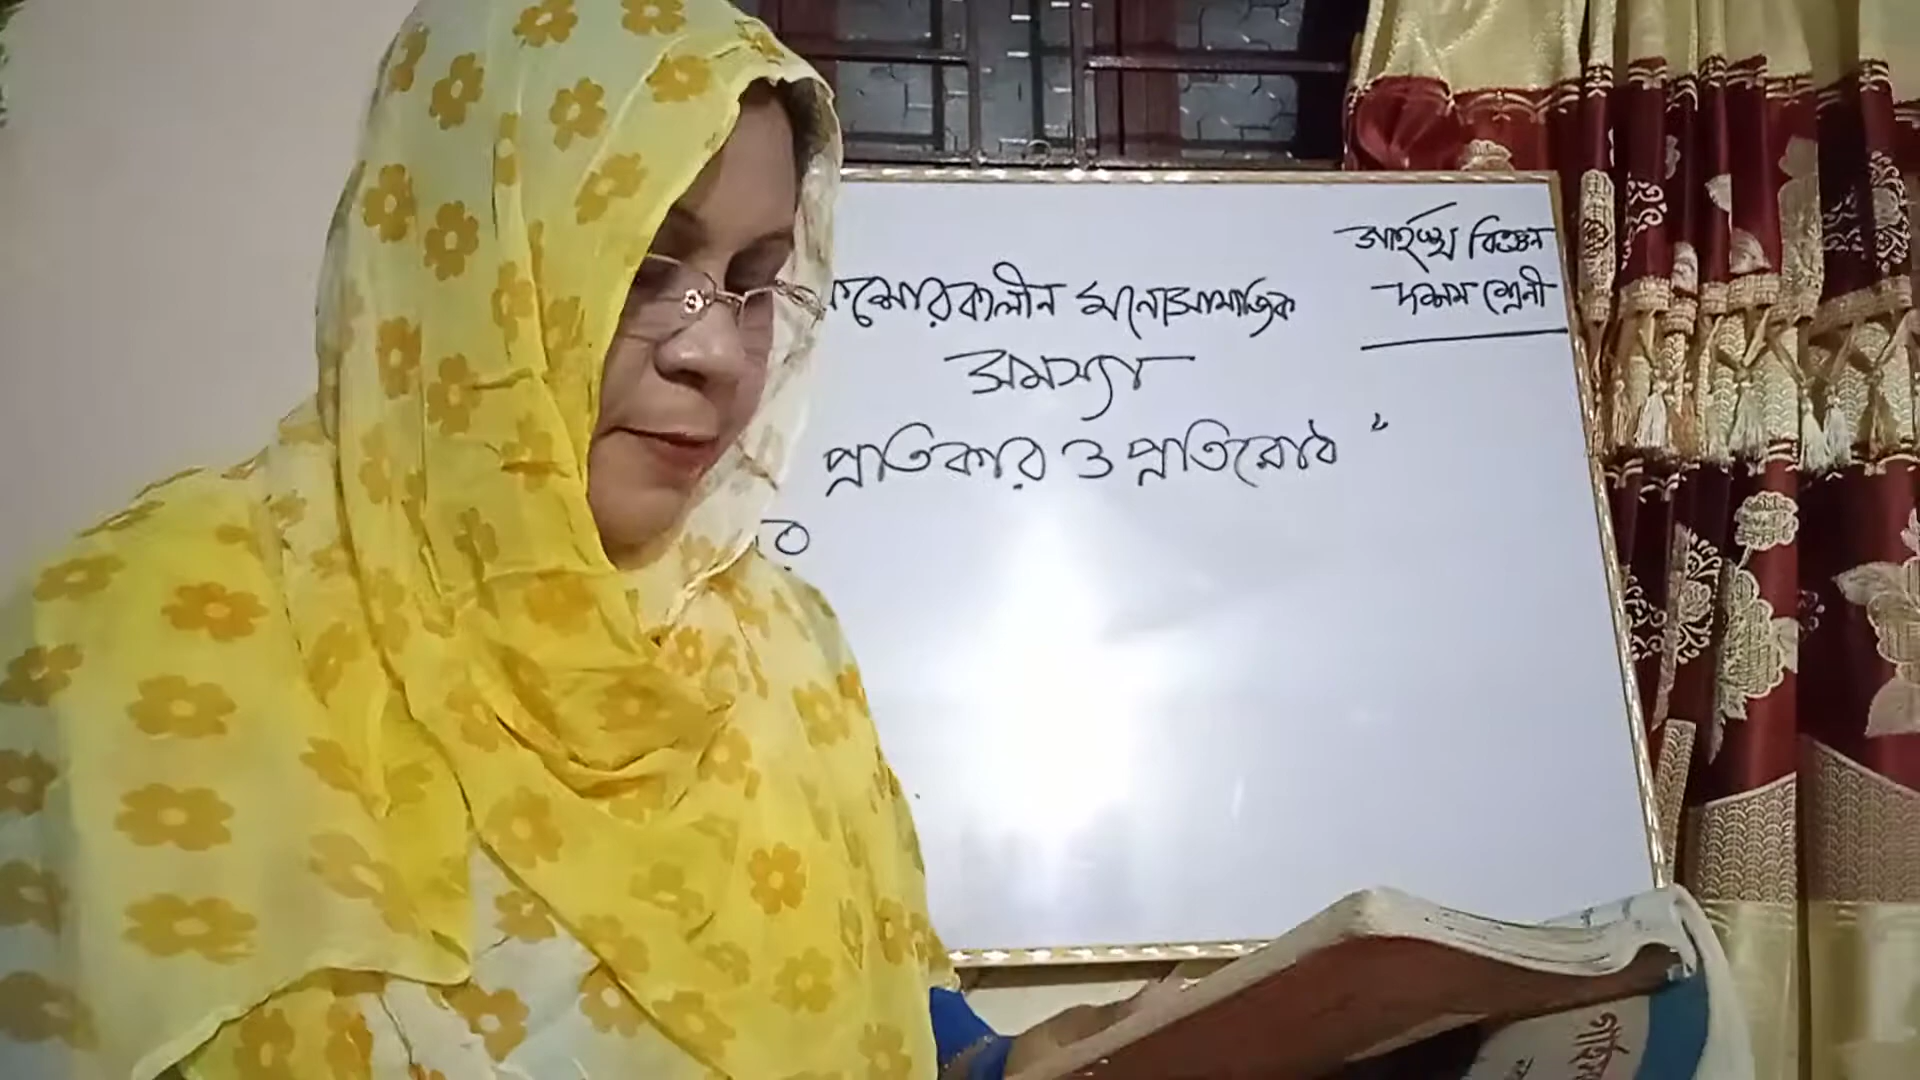 গার্হস্থ্য বিজ্ঞান
দশম শ্রেনী
কৈশোরকালীন মনোসামাজিক
সমস্যা
প্রতিকার ও প্রতিরোধ "
গার্হ